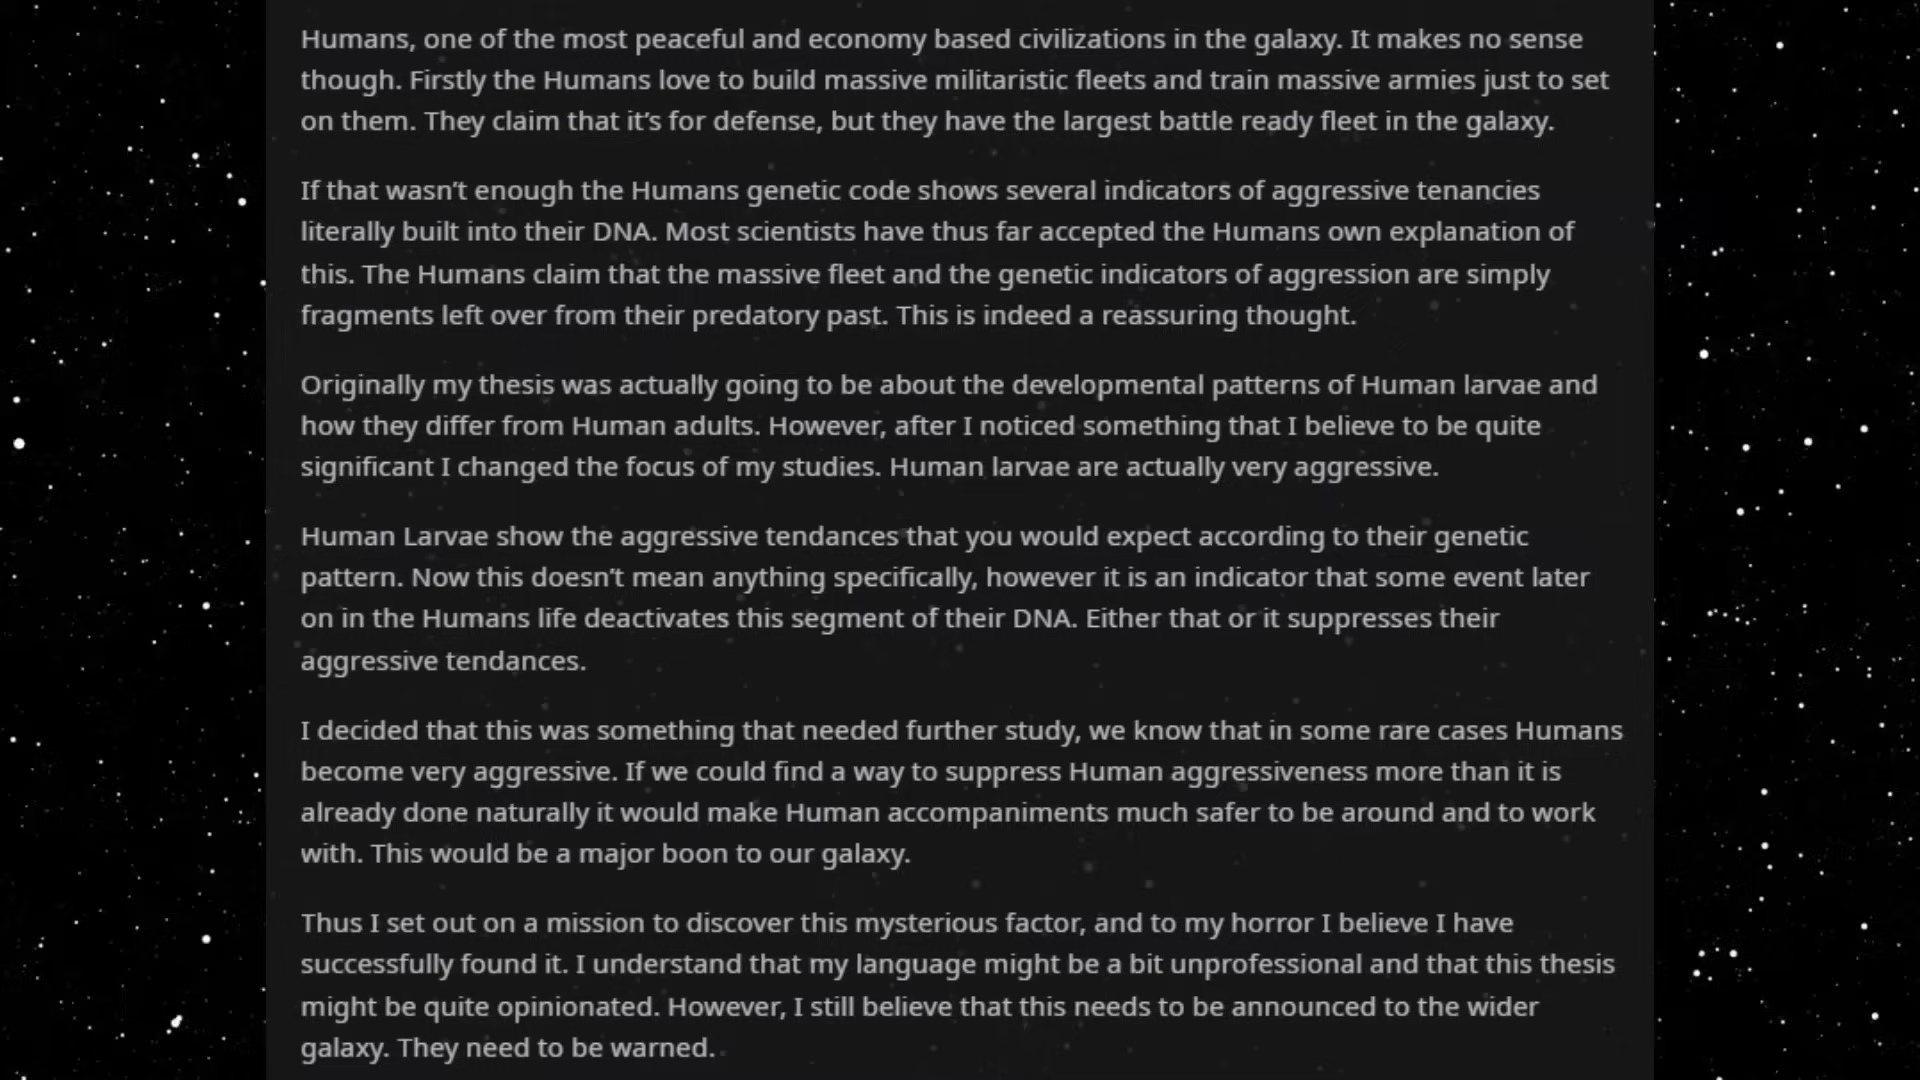 Humans, one of the most peaceful and economy based civilizations in the galaxy. It makes no sense
though. Firstly the Humans love to build massive militaristic fleets and train massive armies just to set
on them. They claim that it’s for defense, but they have the largest battle ready fleet in the galaxy.
If that wasn’t enough the Humans genetic code shows several indicators of aggressive tenancies
literally built into their DNA. Most scientists have thus far accepted the Humans own explanation of
this. The Humans claim that the massive fleet and the genetic indicators of aggression are simply
fragments left over from their predatory past. This is indeed a reassuring thought.
Originally my thesis was actually going to be about the developmental patterns of Human larvae and
how they differ from Human adults. However, after I noticed something that I believe to be quite
significant I changed the focus of my studies. Human larvae are actually very aggressive.
Human Larvae show the aggressive tendances that you would expect according to their genetic
pattern. Now this doesn’t mean anything specifically, however it is an indicator that some event later
on in the Humans life deactivates this segment of their DNA. Either that or it suppresses their
aggressive tendances.
I decided that this was something that needed further study, we know that in some rare cases Humans
become very aggressive. If we could find a way to suppress Human aggressiveness more than it is
already done naturally it would make Human accompaniments much safer to be around and to work
with. This would be a major boon to our galaxy.
Thus I set out on a mission to discover this mysterious factor, and to my horror I believe I have
successfully found it. I understand that my language might be a bit unprofessional and that this thesis
might be quite opinionated. However, I still believe that this needs to be announced to the wider
galaxy. They need to be warned.